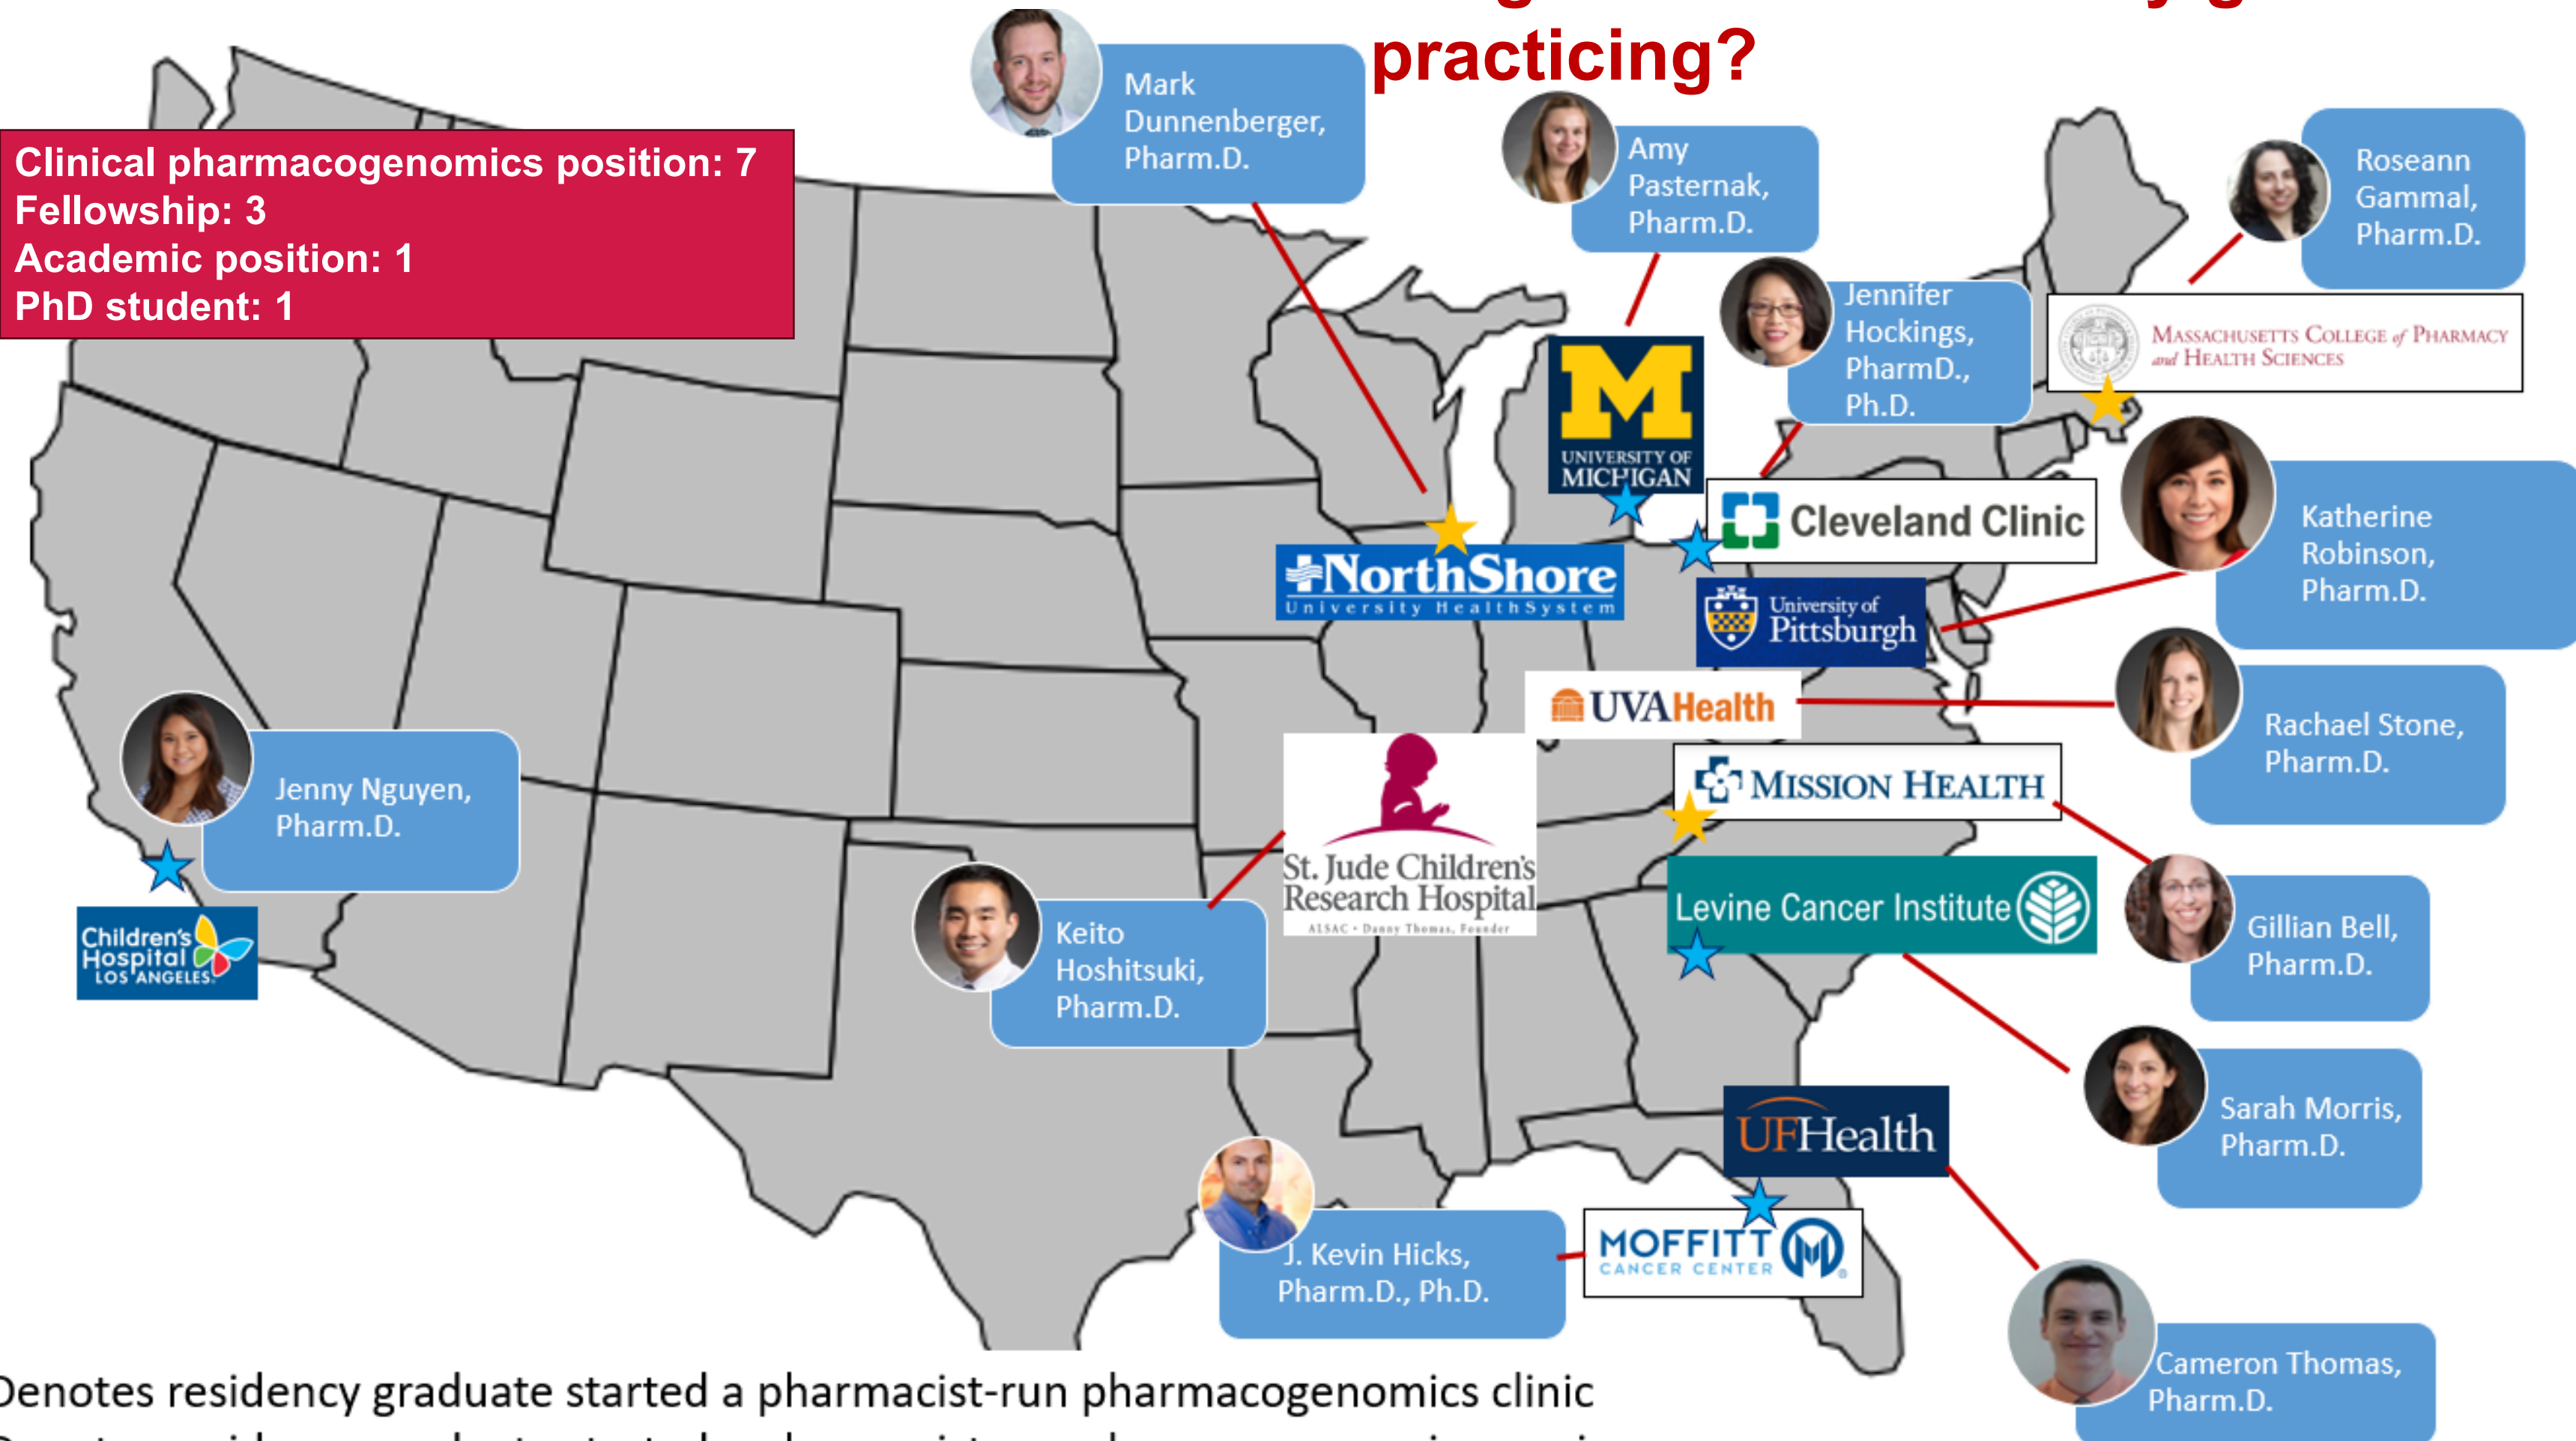 practicing?
Clinical pharmacogenomics position: 7
Fellowship: 3
Academic position: 1
PhD student: 1
Mark
Dunnenberger,
Pharm.D.
Amy
Pasternak,
Pharm.D.
Roseann
Gammal,
Pharm.D.
Jennifer
Hockings,
PharmD.,
Ph.D.
MASSACHUSETTS COLLEGE of PHARMACY
and HEALTH SCIENCES
M
UNIVERSITY OF
MICHIGAN
Cleveland Clinic
Katherine
Robinson,
Pharm.D.
NorthShore
University HealthSystem
University of
Pittsburgh
UVAHealth
Rachael Stone,
Pharm.D.
MISSION HEALTH
Jenny Nguyen,
Pharm.D.
St. Jude Children's
Research Hospital
ALSAC • Danny Thomas, Founder
Levine Cancer Institute
Gillian Bell,
Pharm.D.
Children's
Hospital
LOS ANGELES
Keito
Hoshitsuki,
Pharm.D.
Sarah Morris,
Pharm.D.
UFHealth
J. Kevin Hicks,
Pharm.D., Ph.D.
MOFFITT
CANCER CENTER
Cameron Thomas,
Pharm.D.
Denotes residency graduate started a pharmacist-run pharmacogenomics clinic